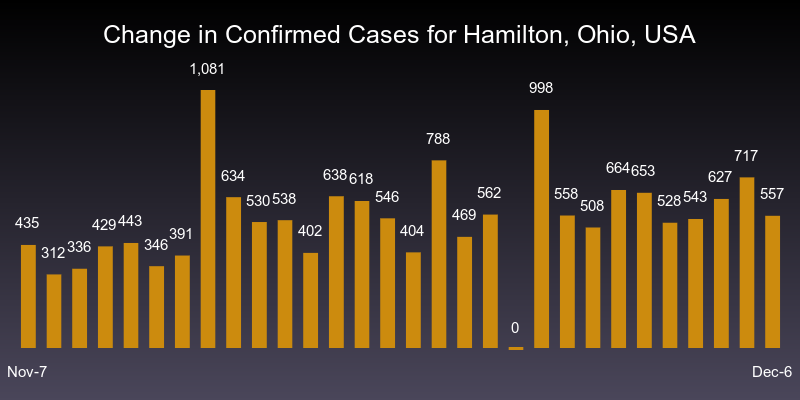 Change in Confirmed Cases for Hamilton, Ohio, USA
435 312 336 429 443 346 391 1,081 634 530 538 402 638 618 546 404 788 469 562 0 998 558 508 664 653 528 543 627 717 557
Nov-7 Dec-6